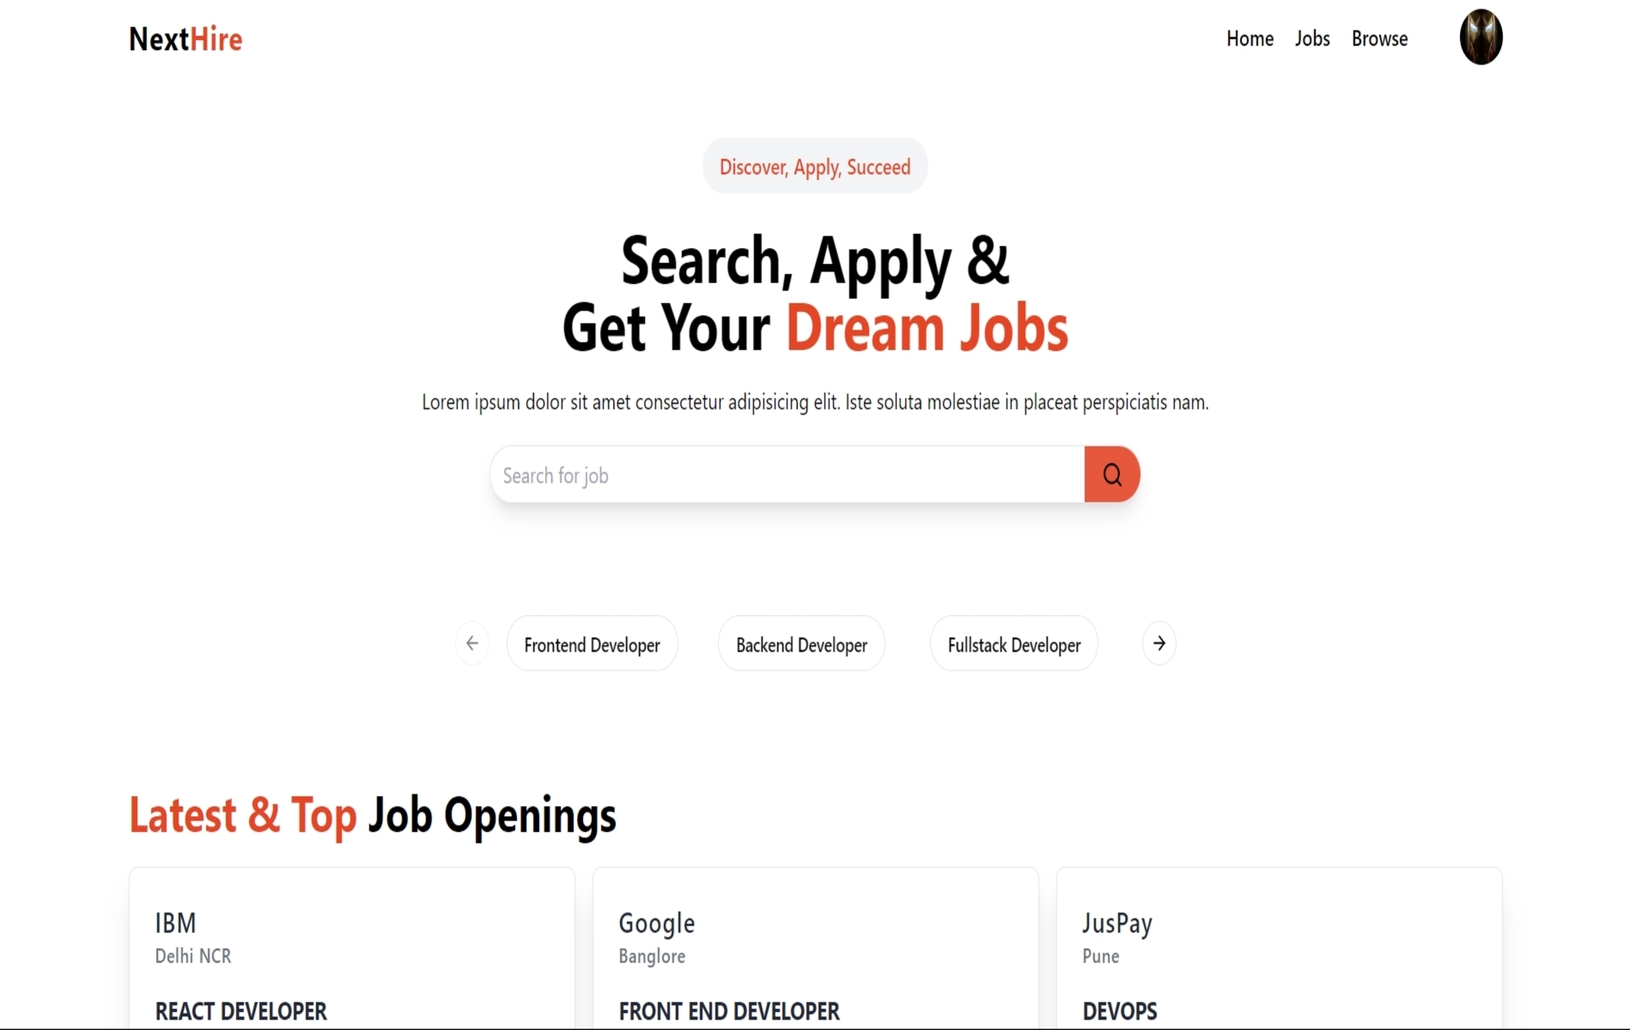 NextHire
Home Jobs Browse
Discover, Apply, Succeed
Search, Apply &
Get Your Dream Jobs
Lorem ipsum dolor sit amet consectetur adipisicing elit. Iste soluta molestiae in placeat perspiciatis nam.
Search for job
Frontend Developer Backend Developer Fullstack Developer
Latest & Top Job Openings
IBM
Delhi NCR
REACT DEVELOPER
Google
Banglore
FRONT END DEVELOPER
JusPay
Pune
DEVOPS